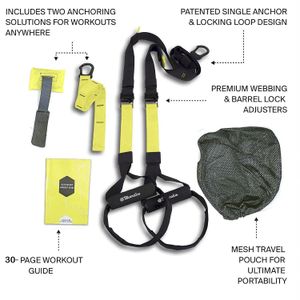 INCLUDES TWO ANCHORING
SOLUTIONS FOR WORKOUTS
ANYWHERE
PATENTED SINGLE ANCHOR
& LOCKING LOOP DESIGN
PREMIUM WEBBING
& BARREL LOCK
ADJUSTERS
30- PAGE WORKOUT
GUIDE
MESH TRAVEL
POUCH FOR
ULTIMATE
PORTABILITY